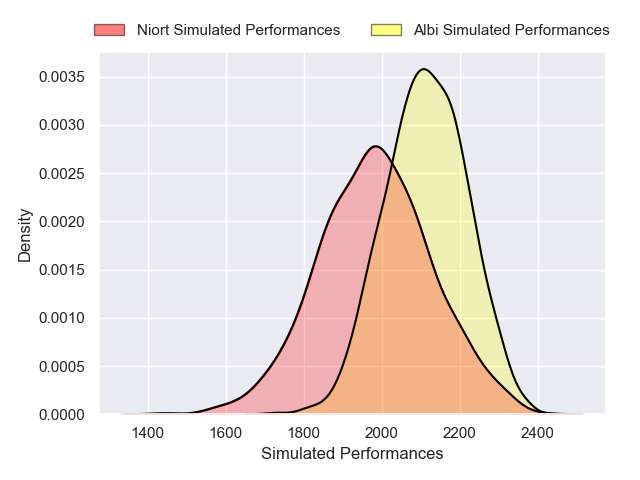 Niort Simulated Performances Albi Simulated Performances
0.0035
0.0030
0.0025
0.0020
0.0015
0.0010
0.0005
0.0000
Density
1400 1600 1800 2000 2200 2400
Simulated Performances